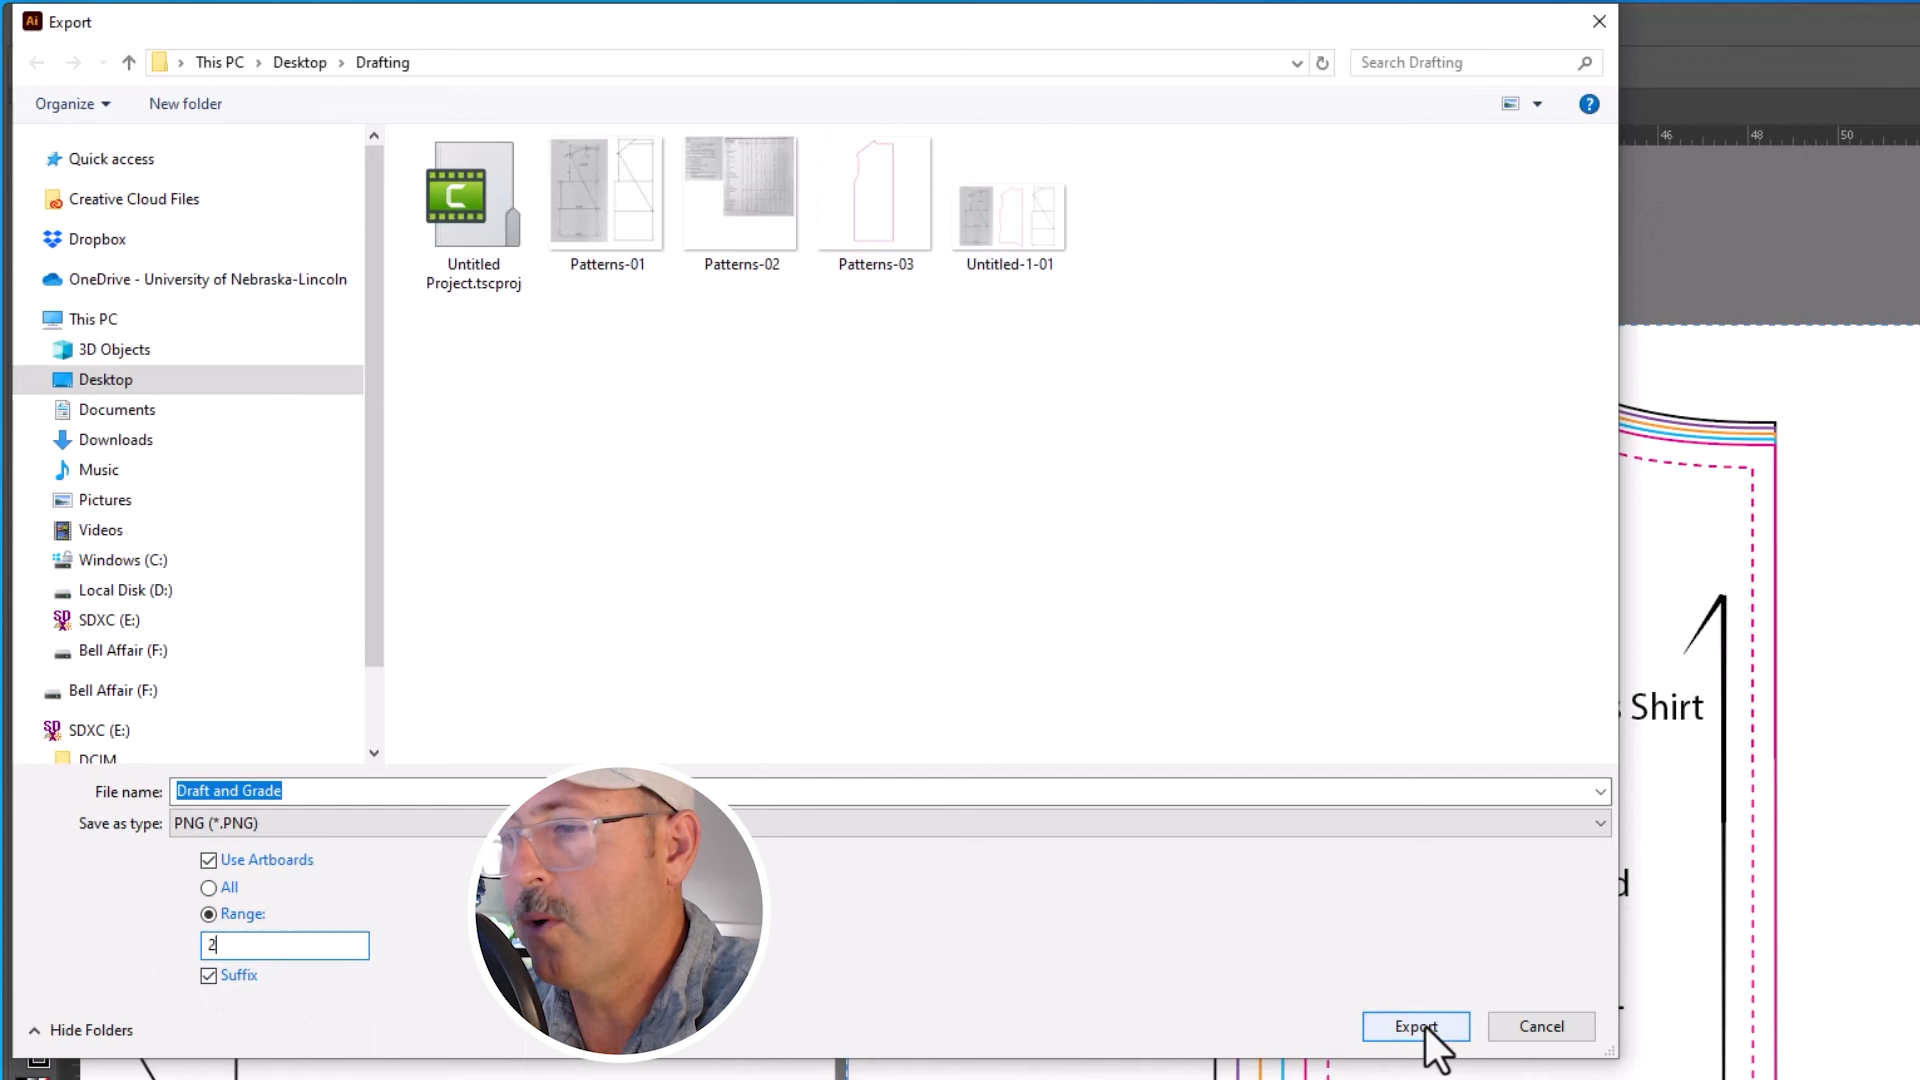 Ai Export
This PC > Desktop > Drafting
Search Drafting
Organize New folder
?
46 48 50
Quick access
Creative Cloud Files
Dropbox
OneDrive - University of Nebraska-Lincoln
This PC
3D Objects
Desktop
Documents
Downloads
Music
Pictures
Videos
Windows (C:)
Local Disk (D:)
SDXC (E:)
Bell Affair (F:)
Bell Affair (F:)
SDXC (E:)
DCIM
C
Untitled
Project.tscproj
Patterns-01
Patterns-02
Patterns-03
Untitled-1-01
s Shirt
d
File name: Draft and Grade
Save as type: PNG (*.PNG)
Use Artboards
All
Range:
2
Suffix
Hide Folders
Export
Cancel